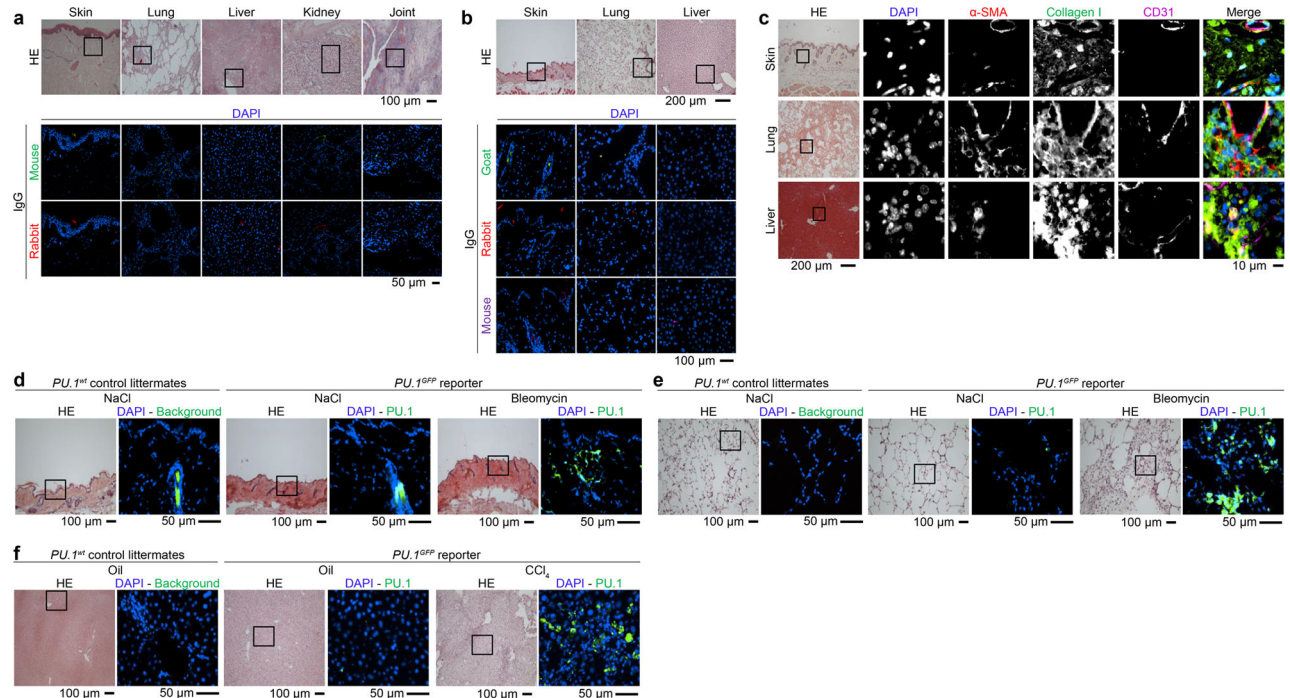 a
Skin Lung Liver Kidney Joint
HE
100 µm
DAPI
IgG
Mouse
Rabbit
50 µm
b
Skin Lung Liver
HE
200 µm
DAPI
IgG
Goat
Rabbit
Mouse
100 µm
c
HE DAPI α-SMA Collagen I CD31 Merge
Skin
Lung
Liver
200 µm 10 µm
d
PU.1wt control littermates PU.1GFP reporter
NaCl NaCl Bleomycin
HE DAPI - Background HE DAPI - PU.1 HE DAPI - PU.1
100 µm 50 µm 100 µm 50 µm 100 µm 50 µm
e
PU.1wt control littermates PU.1GFP reporter
NaCl NaCl Bleomycin
HE DAPI - Background HE DAPI - PU.1 HE DAPI - PU.1
100 µm 50 µm 100 µm 50 µm 100 µm 50 µm
f
PU.1wt control littermates PU.1GFP reporter
Oil Oil CCl4
HE DAPI - Background HE DAPI - PU.1 HE DAPI - PU.1
100 µm 50 µm 100 µm 50 µm 100 µm 50 µm